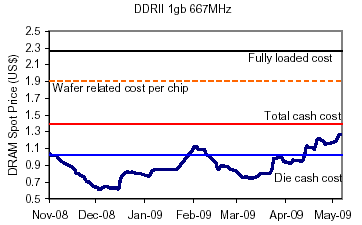 DDRII 1gb 667MHz
DRAM Spot Price (US$)
2.5
2.3
2.1
1.9
1.7
1.5
1.3
1.1
0.9
0.7
0.5
Fully loaded cost
Wafer related cost per chip
Total cash cost
Die cash cost
Nov-08 Dec-08 Jan-09 Feb-09 Mar-09 Apr-09 May-09